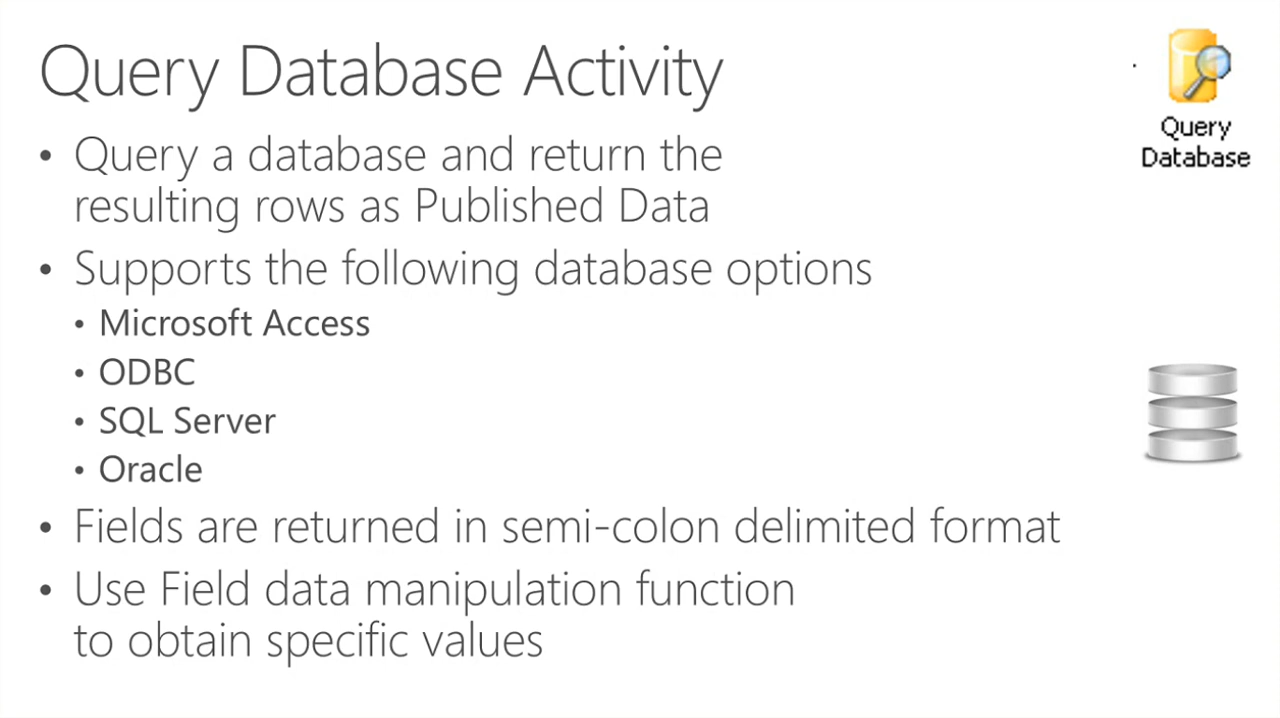 Query Database Activity
• Query a database and return the
resulting rows as Published Data
• Supports the following database options
• Microsoft Access
• ODBC
• SQL Server
• Oracle
• Fields are returned in semi-colon delimited format
• Use Field data manipulation function
to obtain specific values
Query
Database